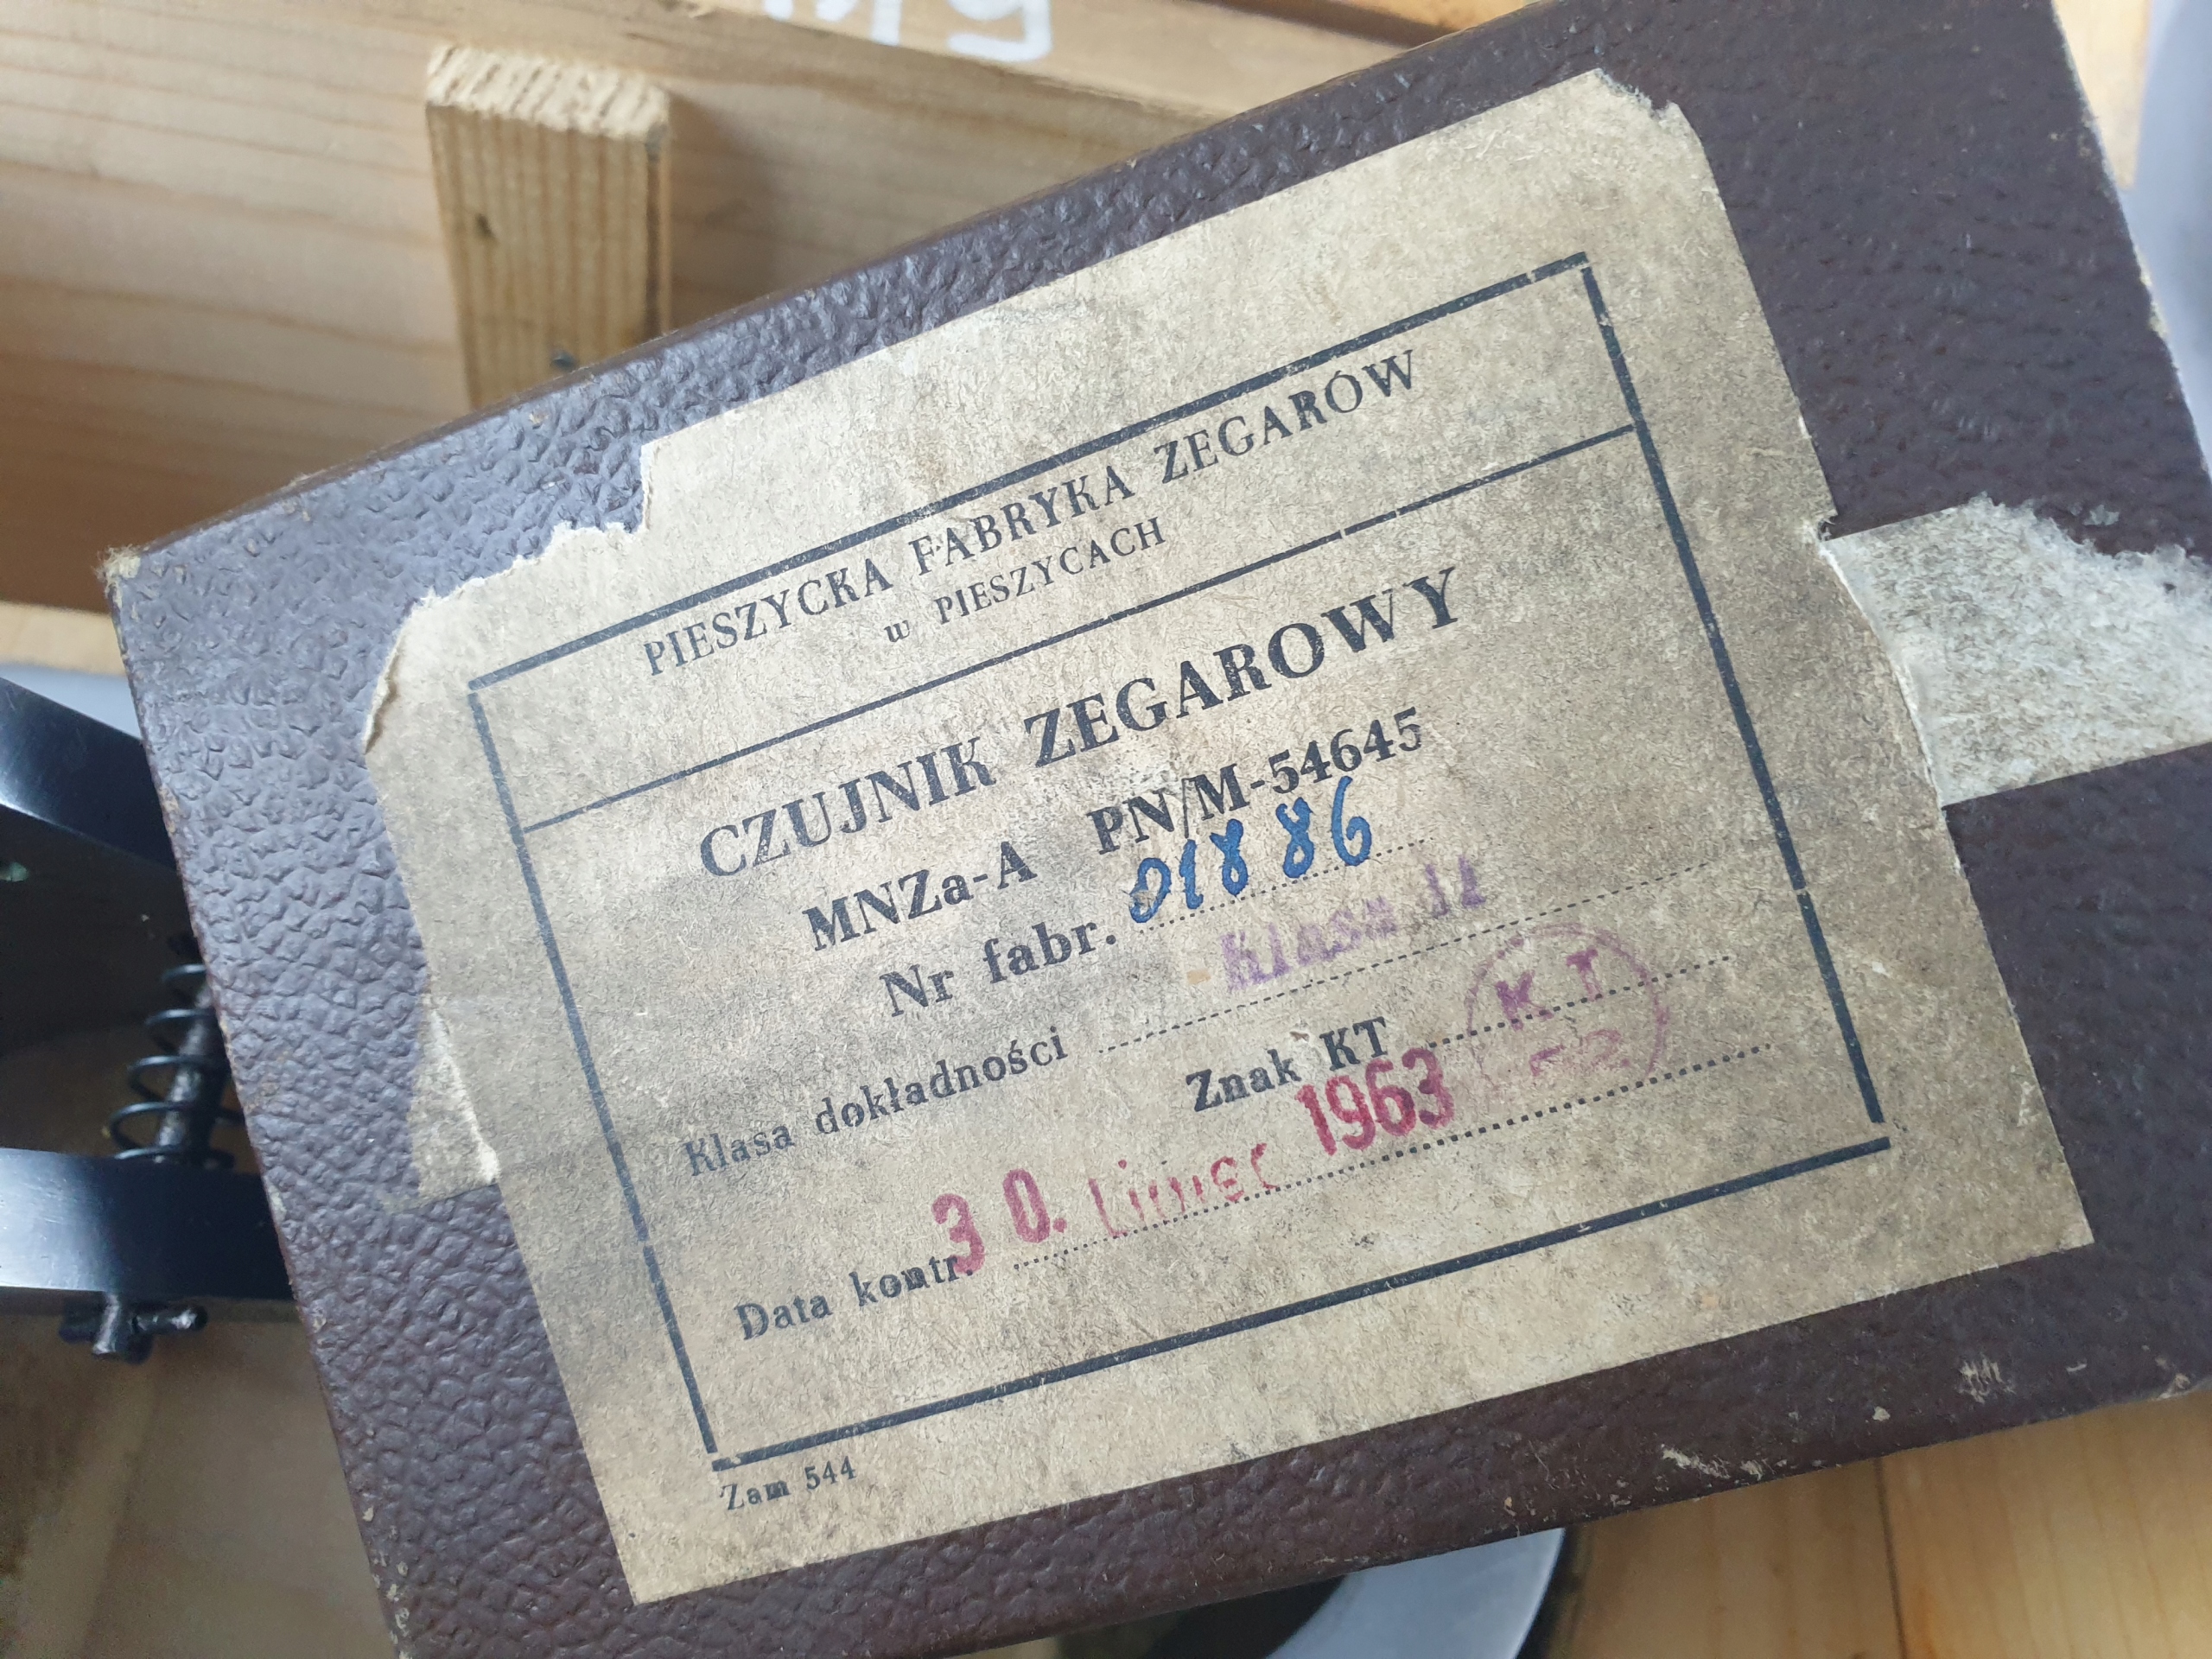 PIESZYCKA FABRYKA ZEGARÓW
w PIESZYCACH
CZUJNIK ZEGAROWY
MNZa-A PN/M-54645
Nr fabr. 01886
Klasa dokładności Klasa
Znak KT KT
Data kontr. 30. Lipiec 1963
Zam 544